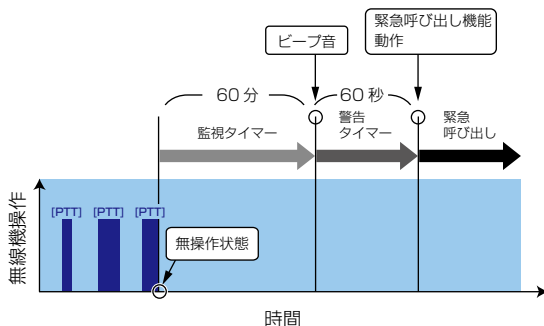 緊急呼び出し機能
動作
ビープ音
60 分
60 秒
監視タイマー
警告
タイマー
緊急
呼び出し
[PTT] [PTT] [PTT]
無操作状態
無線機操作
時間